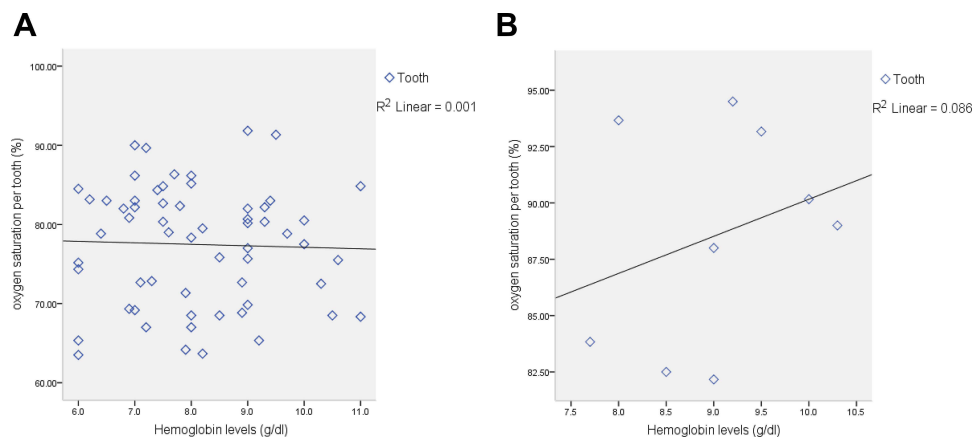 A
oxygen saturation per tooth (%)
100.00
90.00
80.00
70.00
60.00
6.0 7.0 8.0 9.0 10.0 11.0
Hemoglobin levels (g/dl)
Tooth
R² Linear = 0.001
B
oxygen saturation per tooth (%)
95.00
92.50
90.00
87.50
85.00
82.50
7.5 8.0 8.5 9.0 9.5 10.0 10.5
Hemoglobin levels (g/dl)
Tooth
R² Linear = 0.086